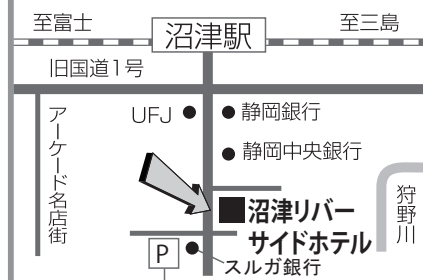 至富士
至三島
沼津駅
旧国道1号
アーケード名店街
UFJ
静岡銀行
静岡中央銀行
狩野川
沼津リバー
サイドホテル
P
スルガ銀行